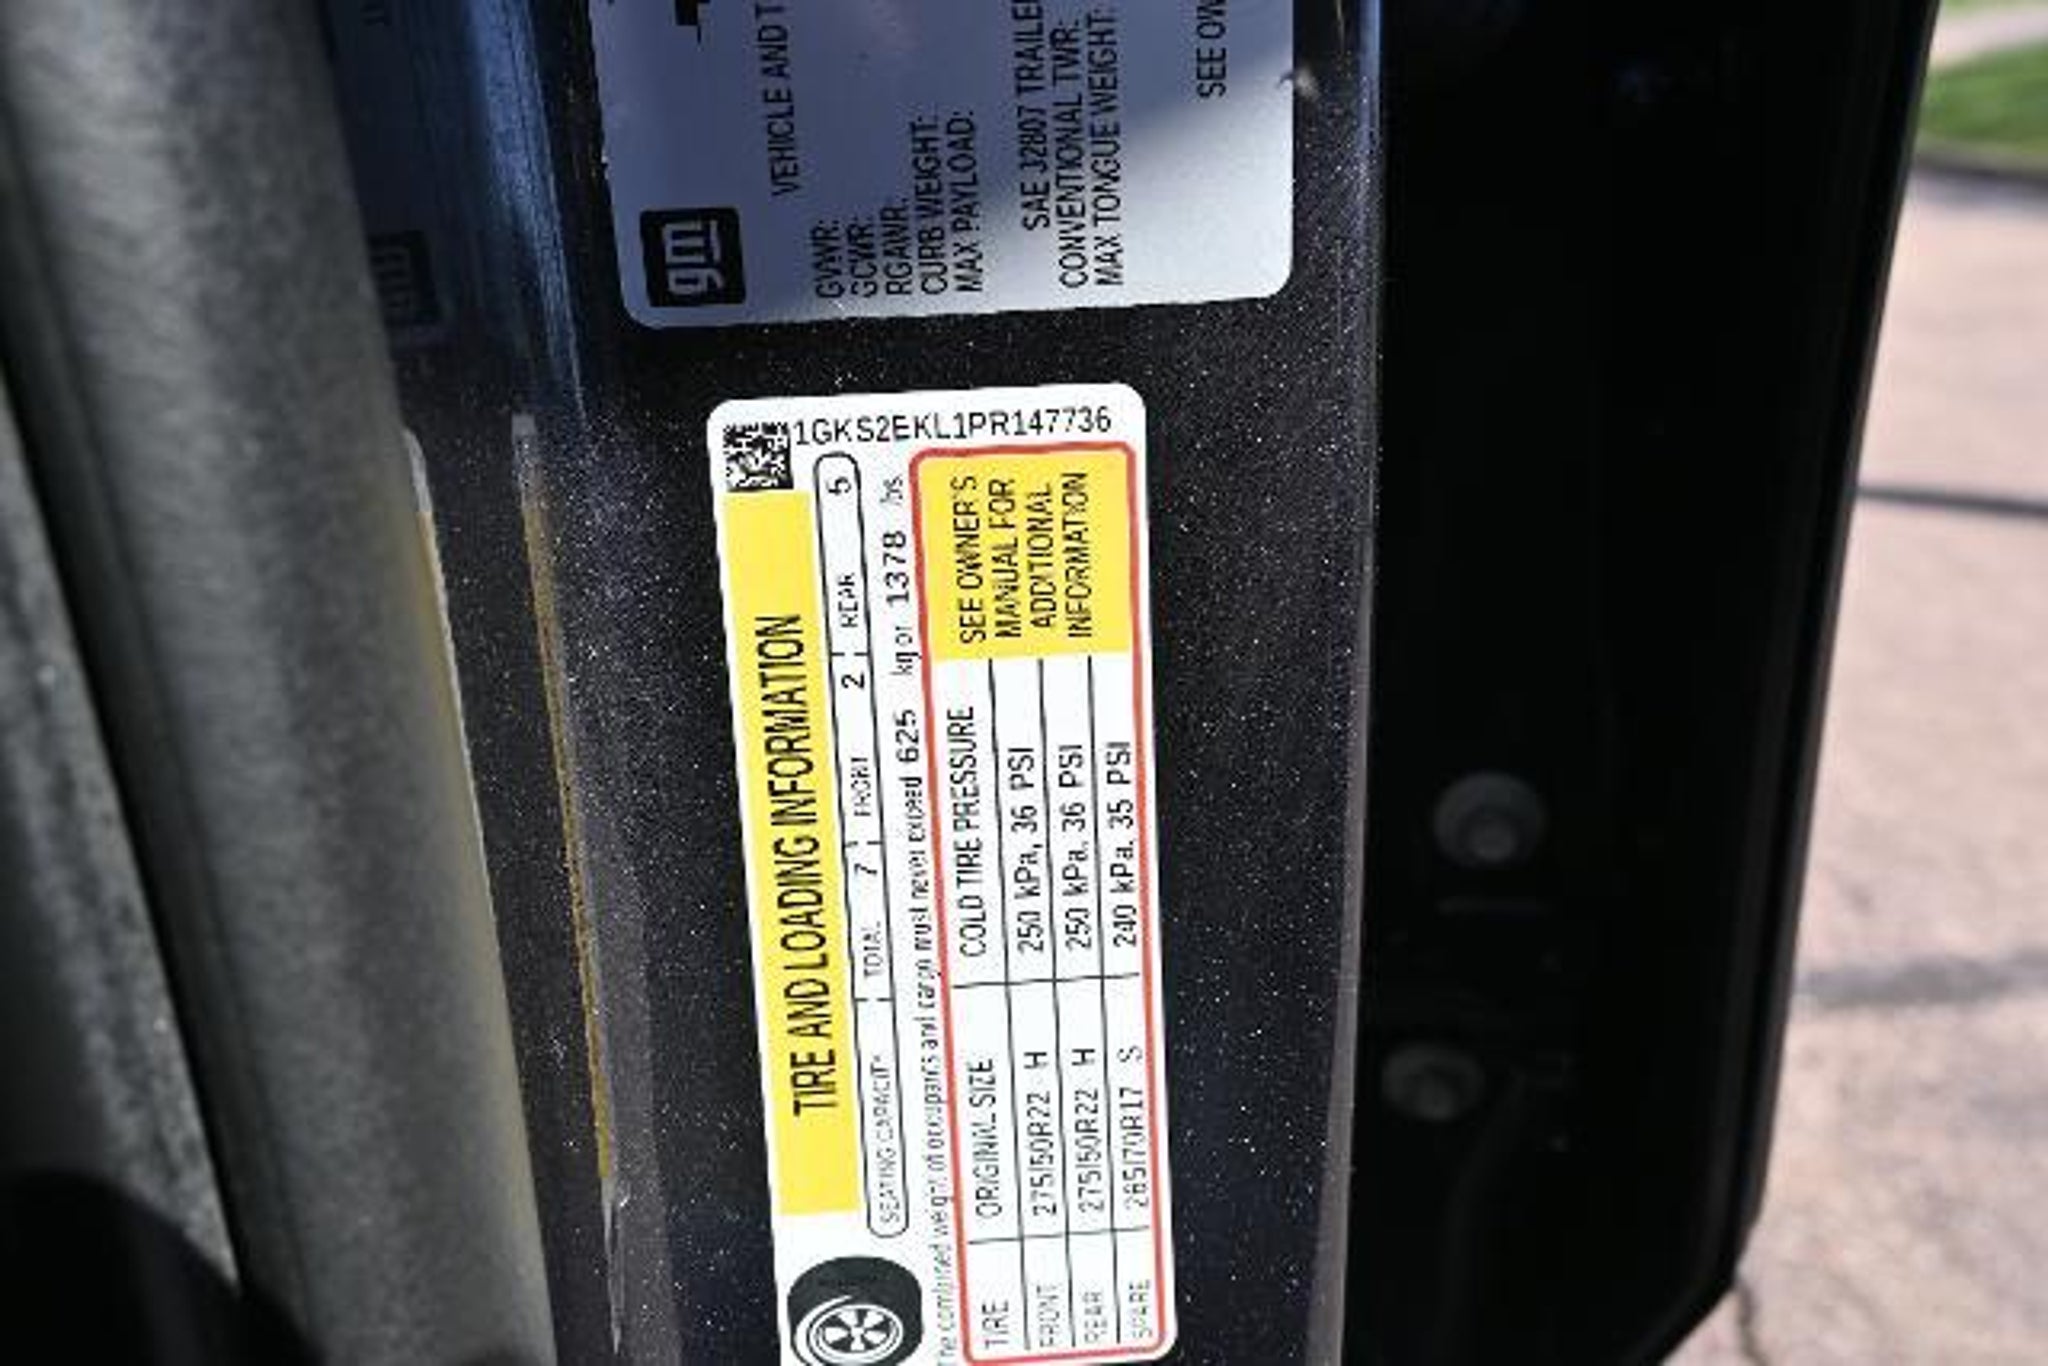 gm
VEHICLE AND
GVWR:
GCWR:
RGAWR:
CURB WEIGHT:
MAX PAYLOAD:
SAE J2807 TRAILER
CONVENTIONAL TWR:
MAX TONGUE WEIGHT:
SEE
1GKS2EKL1PR147736
TIRE AND LOADING INFORMATION
SEATING CAPACITY TOTAL 7 FRONT 2 REAR 5
The combined weight of occupants and cargo must never exceed 625 kg or 1378 lbs
TIRE ORIGINAL SIZE COLD TIRE PRESSURE
FRONT 275/50R22 H 250 kPa, 36 PSI
REAR 275/50R22 H 250 kPa, 36 PSI
SPARE 265/70R17 S 240 kPa, 35 PSI
SEE OWNER'S
MANUAL FOR
ADDITIONAL
INFORMATION